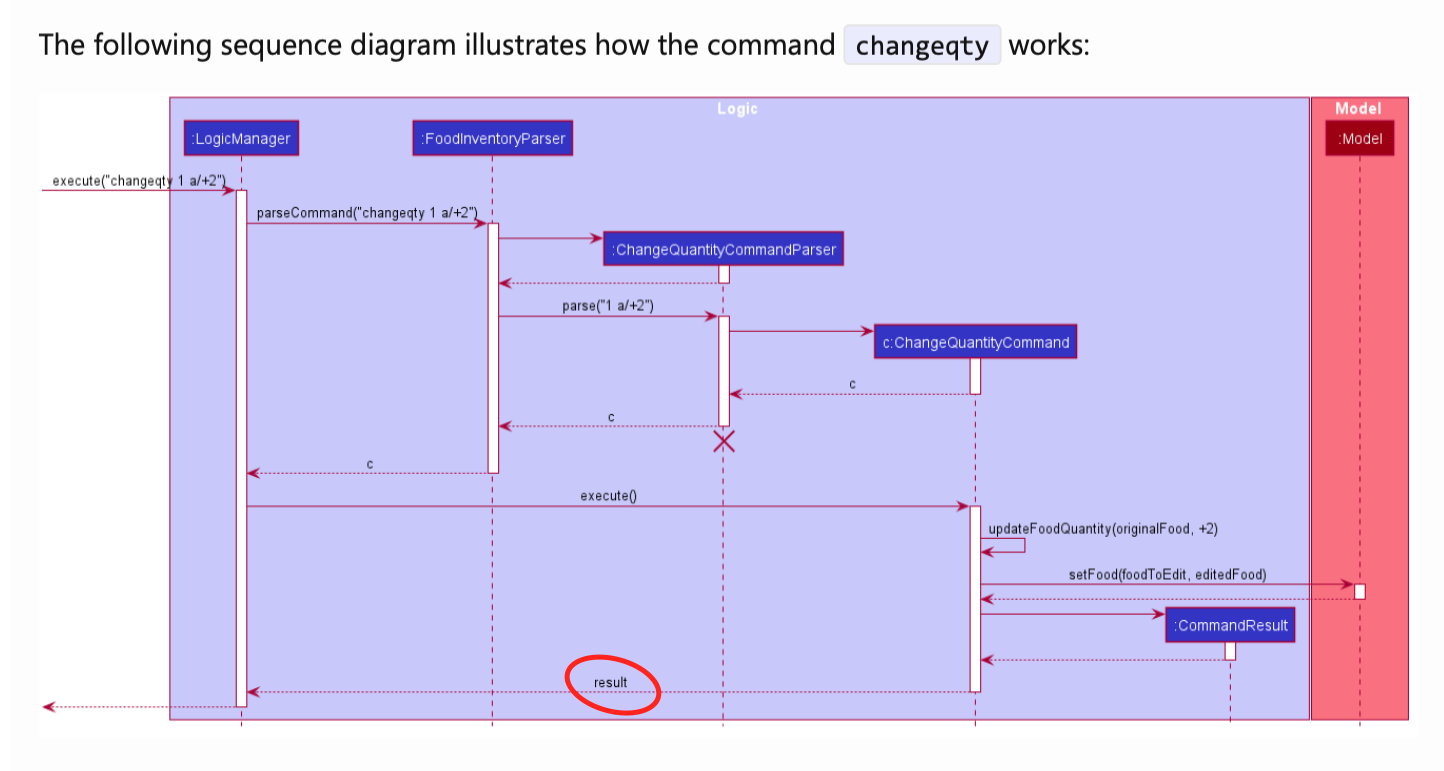 The following sequence diagram illustrates how the command changeqty works:
Logic
Model
:LogicManager
:FoodInventoryParser
:Model
execute("changeqty 1 a/+2")
parseCommand("changeqty 1 a/+2")
:ChangeQuantityCommandParser
parse("1 a/+2")
c:ChangeQuantityCommand
c
c
c
execute()
updateFoodQuantity(originalFood, +2)
setFood(foodToEdit, editedFood)
:CommandResult
result